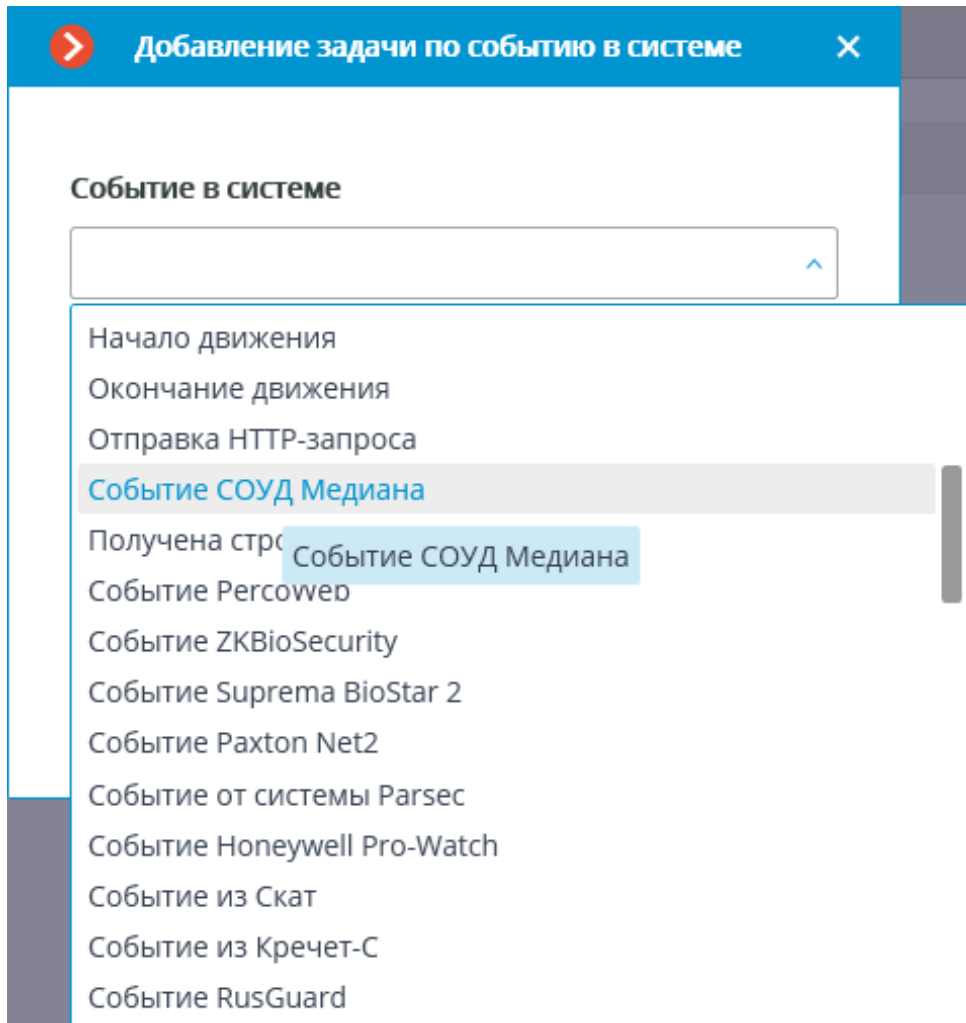 Добавление задачи по событию в системе
Событие в системе
Начало движения
Окончание движения
Отправка HTTP-запроса
Событие СОУД Медиана
Получена
Событие СОУД Медиана
Событие PercoWeb
Событие ZKBioSecurity
Событие Suprema BioStar 2
Событие Paxton Net2
Событие от системы Parsec
Событие Honeywell Pro-Watch
Событие из Скат
Событие из Кречет-С
Событие RusGuard